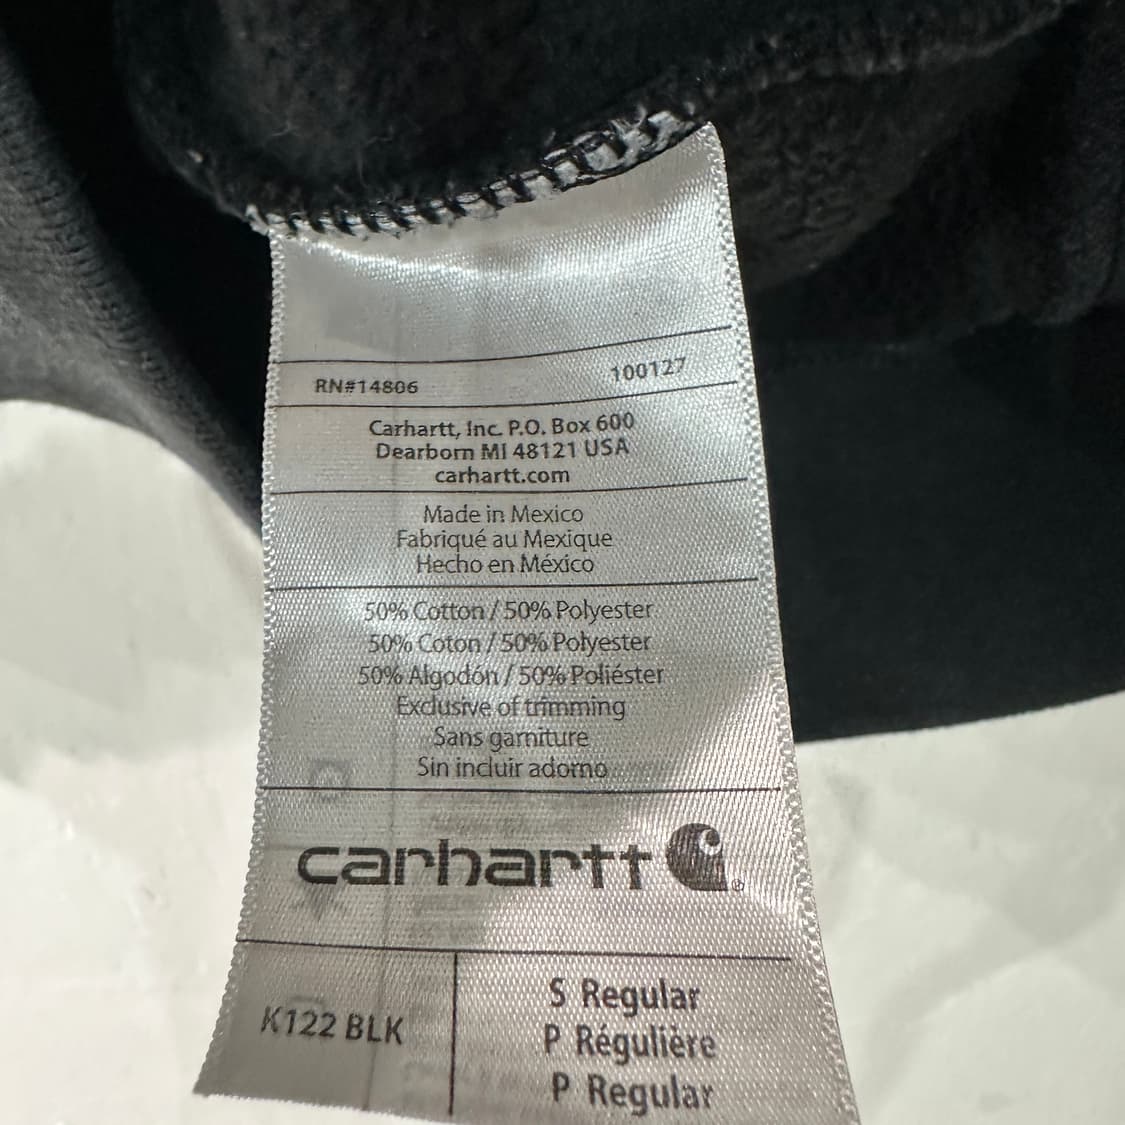 RN#14806 100127
Carhartt, Inc. P.O. Box 600
Dearborn MI 48121 USA
carhartt.com
Made in Mexico
Fabriqué au Mexique
Hecho en México
50% Cotton / 50% Polyester
50% Coton / 50% Polyester
50% Algodón / 50% Poliéster
Exclusive of trimming
Sans garniture
Sin incluir adorno
carhartt ®
K122 BLK
S Regular
P Régulière
P Regular